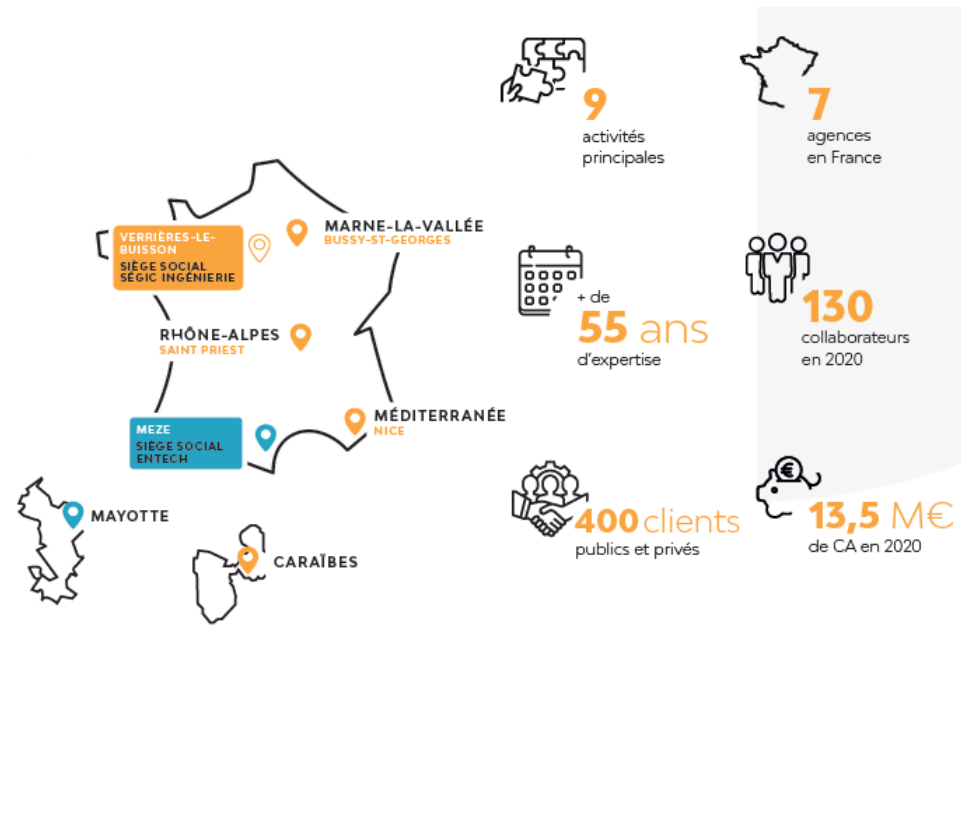 9
activités
principales
7
agences
en France
MARNE-LA-VALLÉE
BUSSY-ST-GEORGES
VERRIÈRES-LE-
BUISSON
SIÈGE SOCIAL
SÉGIC INGÉNIERIE
+ de
55 ans
d'expertise
130
collaborateurs
en 2020
RHÔNE-ALPES
SAINT PRIEST
MÉDITERRANÉE
NICE
MEZE
SIÈGE SOCIAL
ENTECH
MAYOTTE
CARAÏBES
400 clients
publics et privés
€
13,5 M€
de CA en 2020